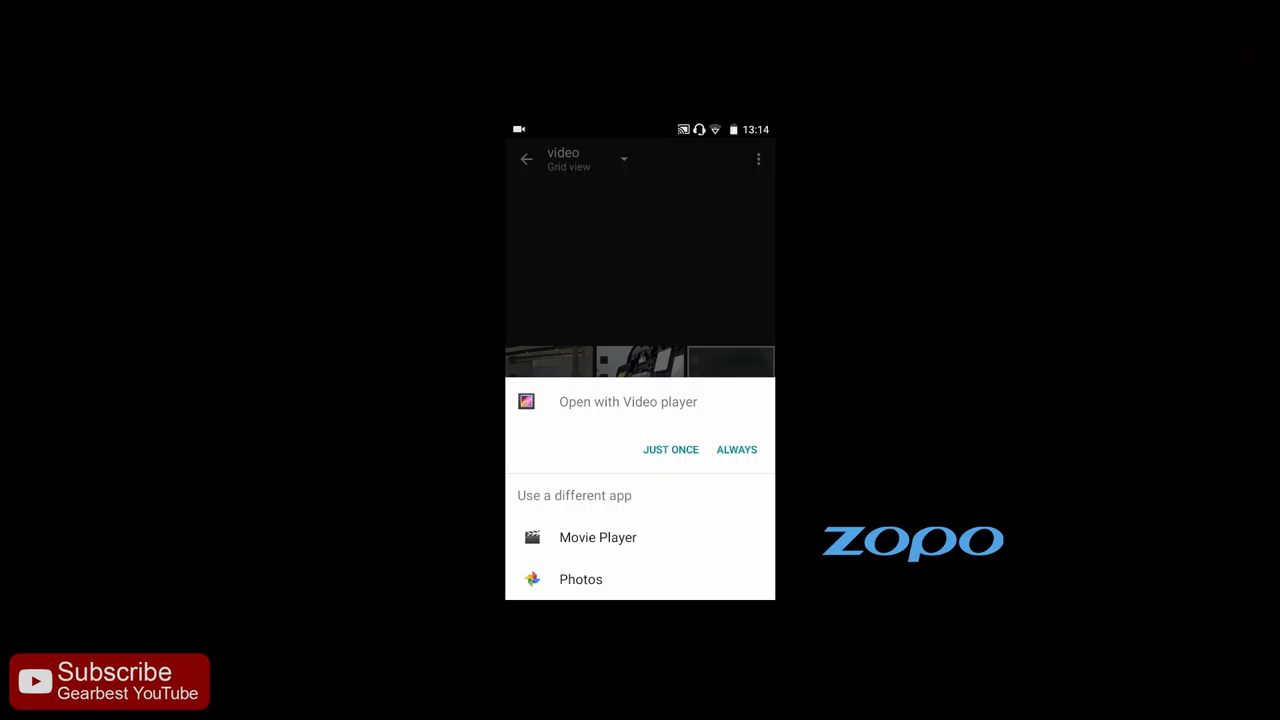 13:14
video
Grid view
Open with Video player
JUST ONCE
ALWAYS
Use a different app
Movie Player
Photos
ZOPO
Subscribe
Gearbest YouTube